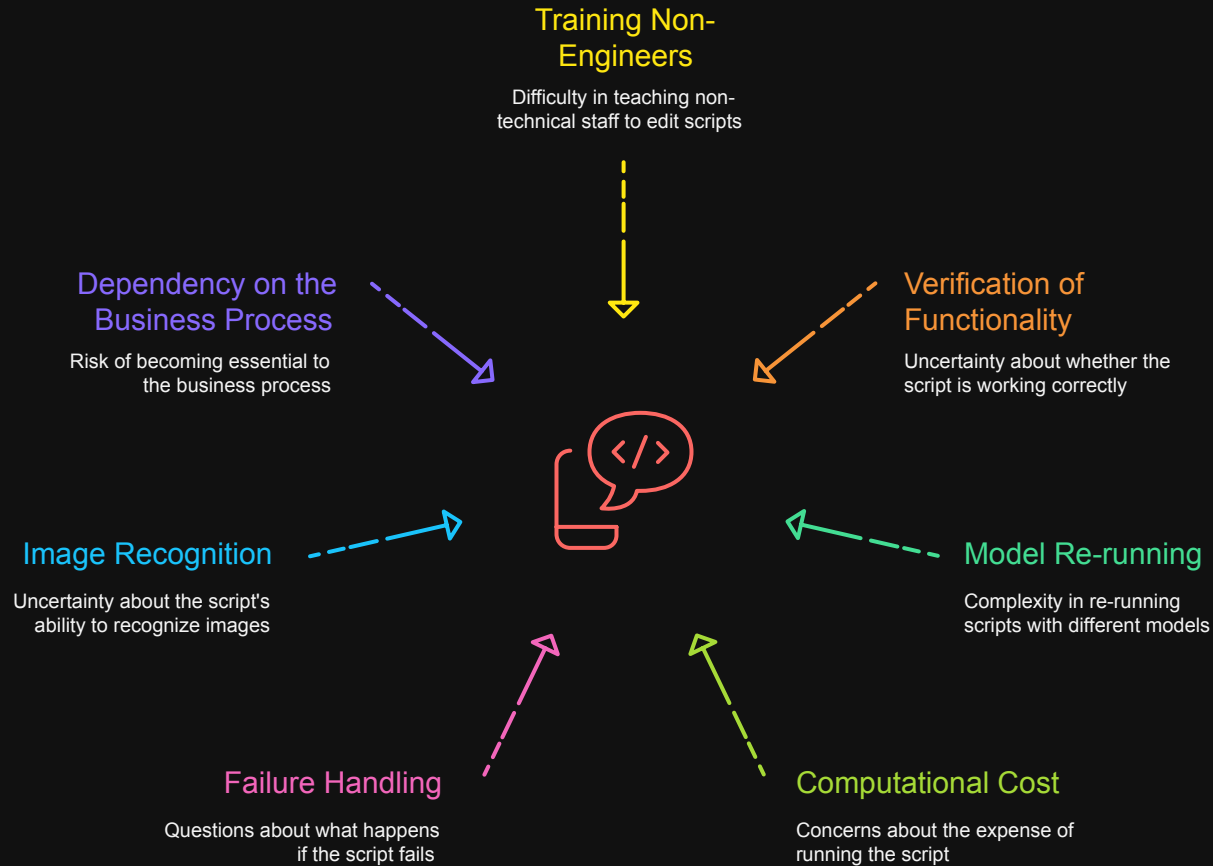 Training Non-
Engineers
Difficulty in teaching non-
technical staff to edit scripts
Dependency on the
Business Process
Risk of becoming essential to
the business process
Verification of
Functionality
Uncertainty about whether the
script is working correctly
</>
Image Recognition
Uncertainty about the script's
ability to recognize images
Model Re-running
Complexity in re-running
scripts with different models
Failure Handling
Questions about what happens
if the script fails
Computational Cost
Concerns about the expense of
running the script